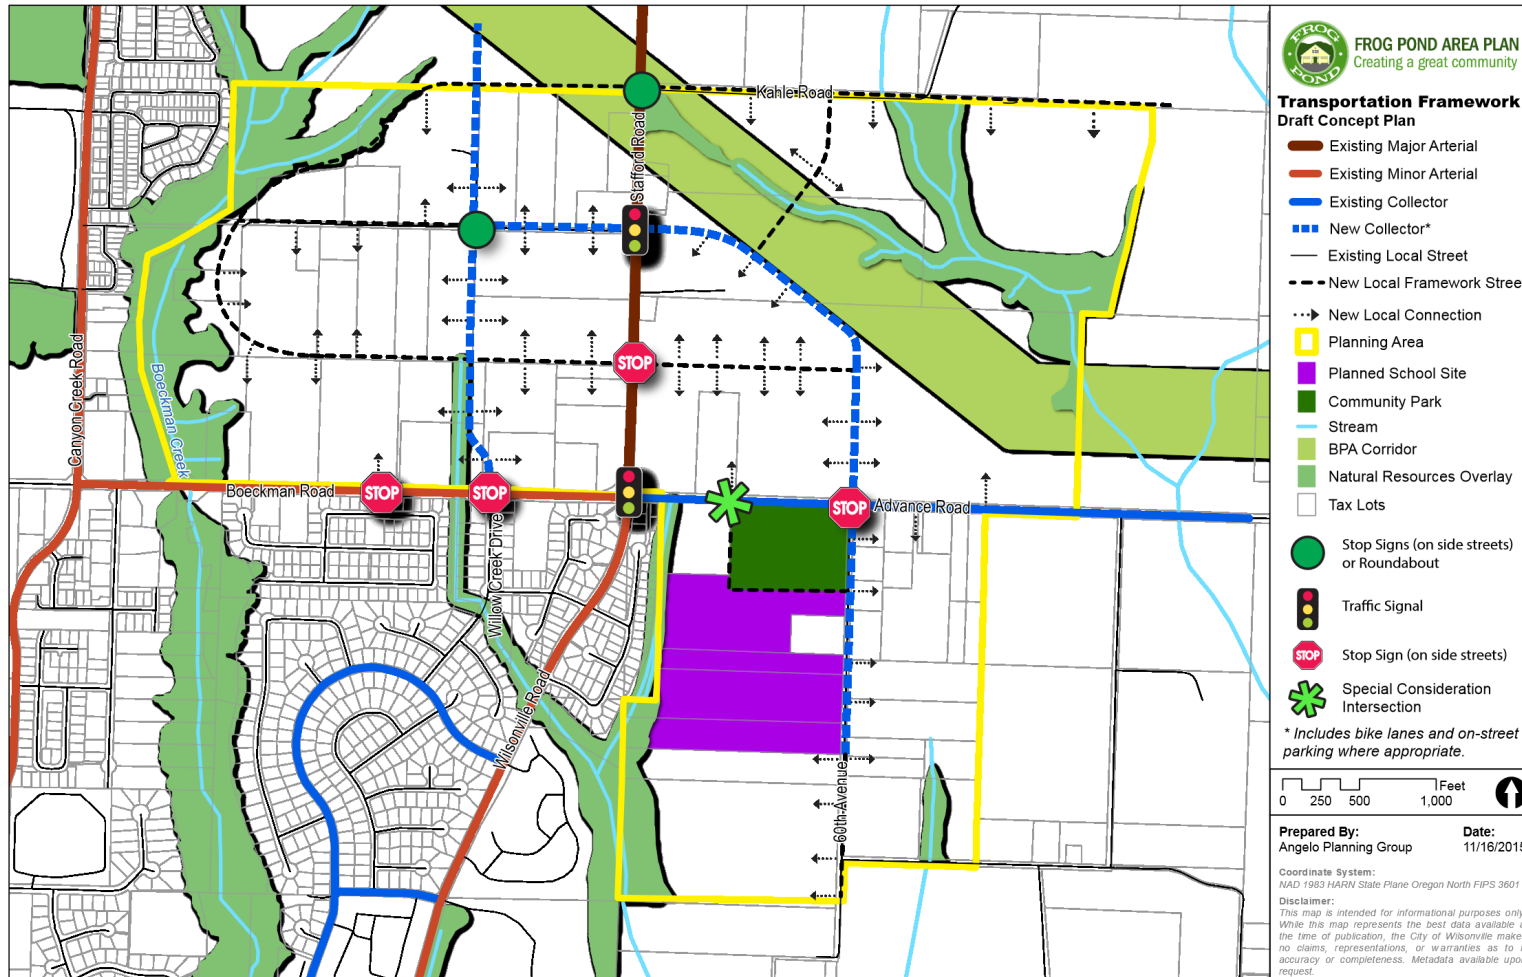 FROG
POND
FROG POND AREA PLAN
Creating a great community
Transportation Framework
Draft Concept Plan
Existing Major Arterial
Existing Minor Arterial
Existing Collector
New Collector*
Existing Local Street
New Local Framework Stree
New Local Connection
Planning Area
Planned School Site
Community Park
Stream
BPA Corridor
Natural Resources Overlay
Tax Lots
Stop Signs (on side streets)
or Roundabout
Traffic Signal
STOP
Stop Sign (on side streets)
Special Consideration
Intersection
* Includes bike lanes and on-street
parking where appropriate.
Feet
0 250 500 1,000
Prepared By: Date:
Angelo Planning Group 11/16/2015
Coordinate System:
NAD 1983 HARN State Plane Oregon North FIPS 3601
Disclaimer:
This map is intended for informational purposes only
While this map represents the best data available a
the time of publication, the City of Wilsonville make
no claims, representations, or warranties as to i
accuracy or completeness. Metadata available upo
request.
Kahle Road
Stafford Road
Canyon Creek Road
Boeckman Creek
STOP
Boeckman Road
STOP
STOP
STOP
Advance Road
Willow Creek Drive
Wilsonville Road
60th Avenue